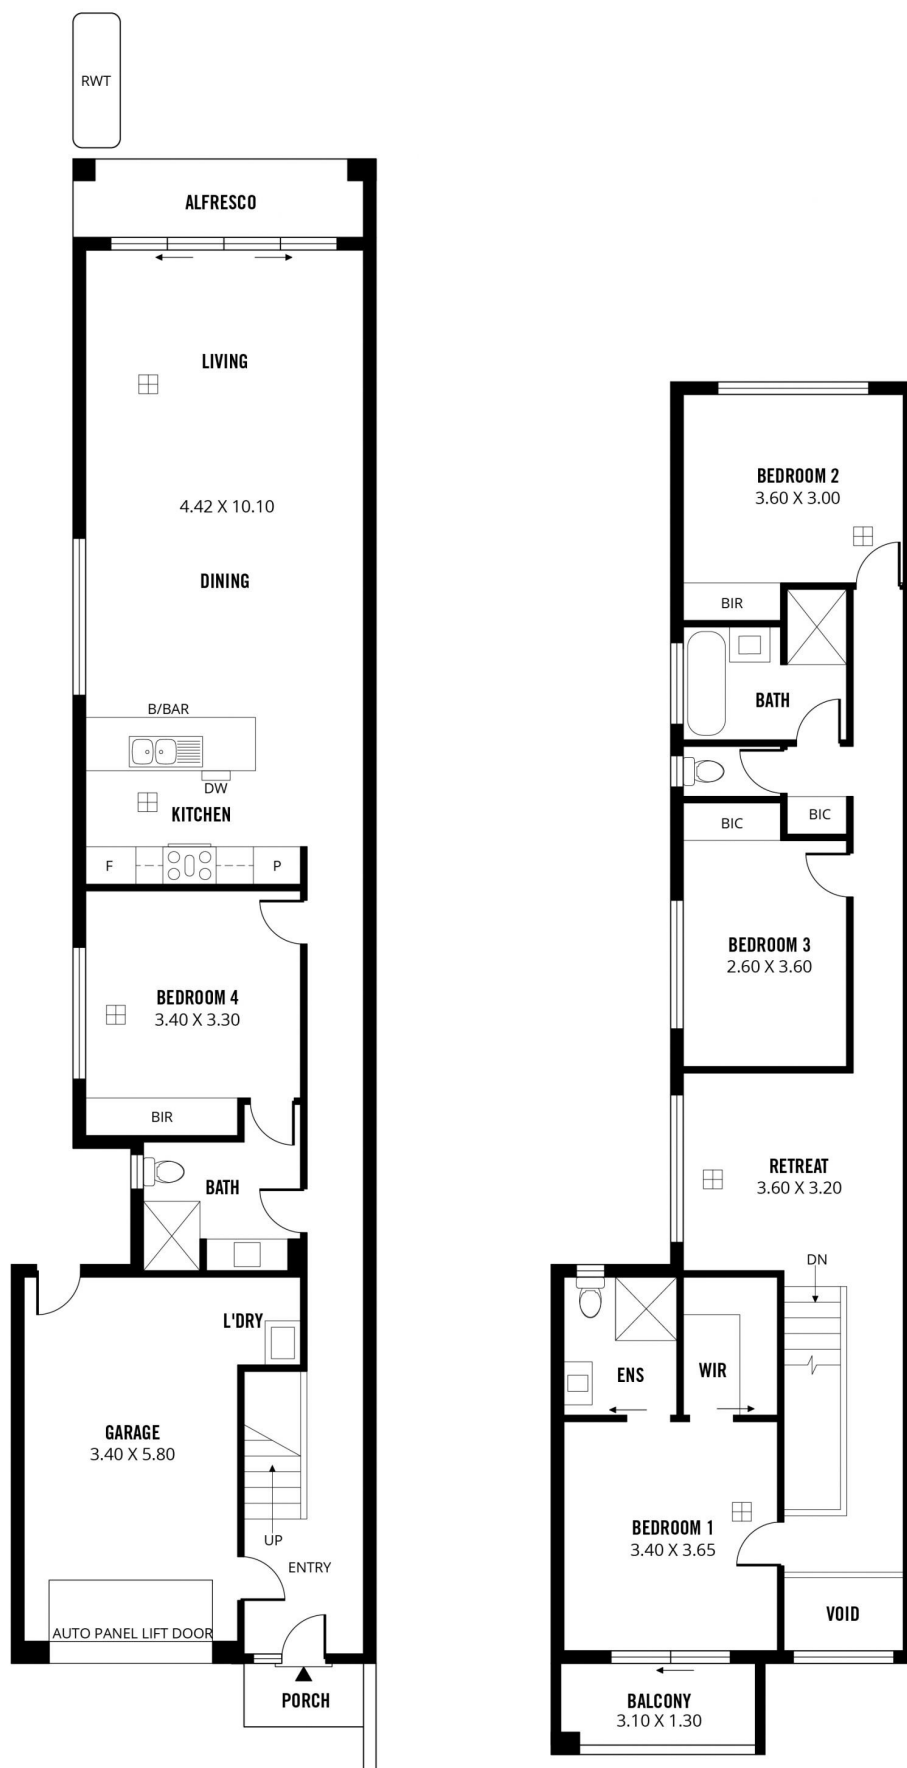 RWT
ALFRESCO
LIVING
4.42 X 10.10
DINING
B/BAR
DW
KITCHEN
F
P
BEDROOM 4
3.40 X 3.30
BIR
BATH
L'DRY
GARAGE
3.40 X 5.80
UP
ENTRY
AUTO PANEL LIFT DOOR
PORCH
BEDROOM 2
3.60 X 3.00
BIR
BATH
BIC
BIC
BEDROOM 3
2.60 X 3.60
RETREAT
3.60 X 3.20
DN
ENS
WIR
BEDROOM 1
3.40 X 3.65
VOID
BALCONY
3.10 X 1.30